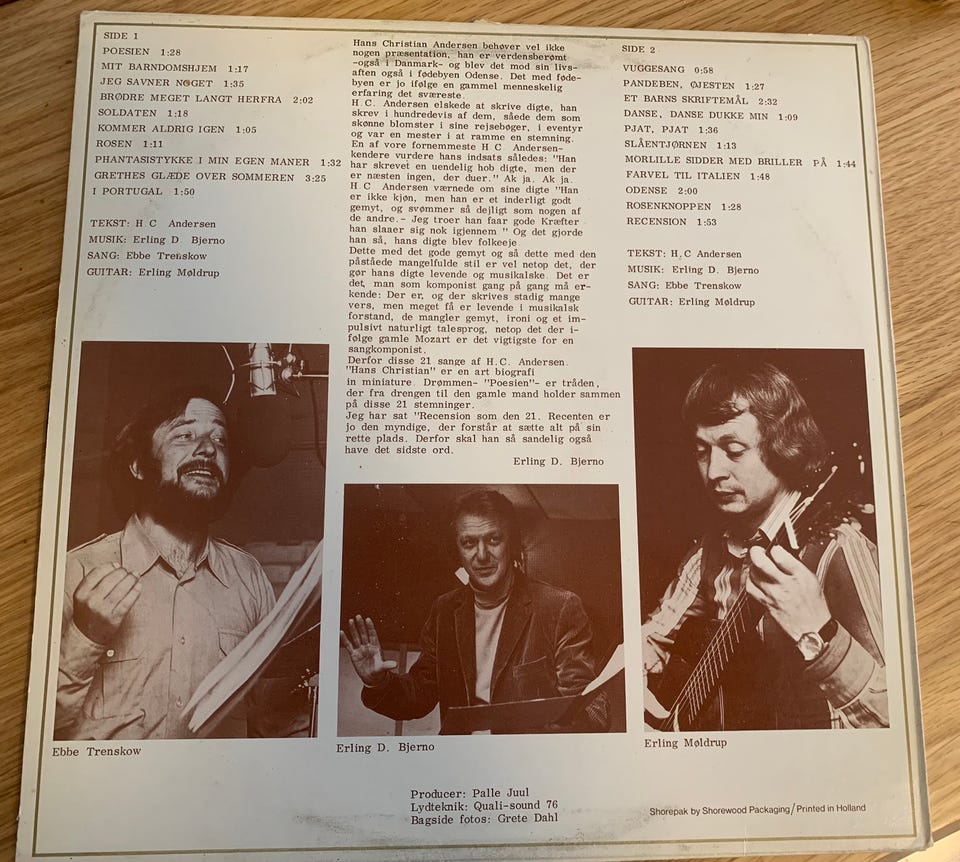 SIDE 1
POESIEN 1:28
MIT BARNDOMSHJEM 1:17
JEG SAVNER NOGET 1:35
BRØDRE MEGET LANGT HERFRA 2:02
SOLDATEN 1:18
KOMMER ALDRIG IGEN 1:05
ROSEN 1:11
PHANTASISTYKKE I MIN EGEN MANER 1:32
GRETHES GLÆDE OVER SOMMEREN 3:25
I PORTUGAL 1:50
TEKST: H C Andersen
MUSIK: Erling D Bjerno
SANG: Ebbe Trenskow
GUITAR: Erling Møldrup
Hans Christian Andersen behøver vel ikke
nogen præsentation, han er verdensberømt
-også i Danmark- og blev det mod sin livs-
aften også i fødebyen Odense. Det med føde-
byen er jo ifølge en gammel menneskelig
erfaring det sværeste
H.C. Andersen elskede at skrive digte, han
skrev i hundredevis af dem, såede dem som
skønne blomster i sine rejsebøger, i eventyr
og var en mester i at ramme en stemning.
En af vore fornemmeste H C Andersen-
kendere vurdere hans indsats således: "Han
har skrevet en uendelig hob digte, men der
er næsten ingen, der duer." Ak ja. Ak ja.
H C Andersen værnede om sine digte "Han
er ikke kjøn, men han er et inderligt godt
gemyt, og svømmer så dejligt som nogen af
de andre.- Jeg troer han faar gode Kræfter
han slaaer sig nok igjennem " Og det gjorde
han så, hans digte blev folkeeje.
Dette med det gode gemyt og så dette med den
påståede mangelfulde stil er vel netop det, der
gør hans digte levende og musikalske. Det er
det, man som komponist gang på gang må er-
kende: Der er, og der skrives stadig mange
vers, men meget få er levende i musikalsk
forstand, de mangler gemyt, ironi og et im-
pulsivt naturligt talesprog, netop det der i-
følge gamle Mozart er det vigtigste for en
sangkomponist.
Derfor disse 21 sange af H.C. Andersen.
"Hans Christian" er en art biografi
in miniature. Drømmen- "Poesien"- er tråden,
der fra drengen til den gamle mand holder sammen
på disse 21 stemninger.
Jeg har sat "Recension som den 21. Recenten er
jo den myndige, der forstår at sætte alt på sin
rette plads. Derfor skal han så sandelig også
have det sidste ord.
Erling D. Bjerno
SIDE 2
VUGGESANG 0:58
PANDEBEN, ØJESTEN 1:27
ET BARNS SKRIFTEMÅL 2:32
DANSE, DANSE DUKKE MIN 1:09
PJAT, PJAT 1:36
SLÅENTJØRNEN 1:13
MORLILLE SIDDER MED BRILLER PÅ 1:44
FARVEL TIL ITALIEN 1:48
ODENSE 2:00
ROSENKNOPPEN 1:28
RECENSION 1:53
TEKST: H.C Andersen
MUSIK: Erling D. Bjerno
SANG: Ebbe Trenskow
GUITAR: Erling Møldrup
Ebbe Trenskow
Erling D. Bjerno
Erling Møldrup
Producer: Palle Juul
Lydteknik: Quali-sound 76
Bagside fotos: Grete Dahl
Shorepak by Shorewood Packaging/Printed in Holland